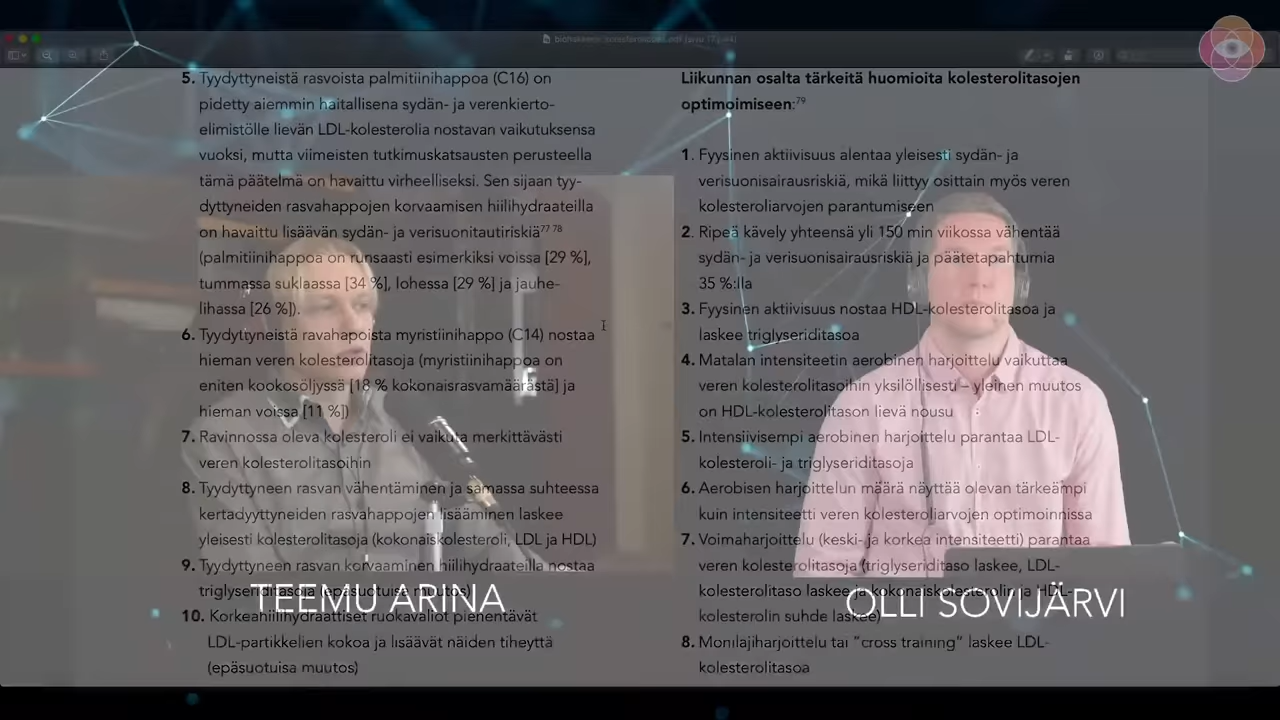 5. Tyydyttyneistä rasvoista palmitiinihappoa (C16) on
pidetty aiemmin haitallisena sydän- ja verenkierto-
elimistölle lievän LDL-kolesterolia nostavan vaikutuksensa
vuoksi, mutta viimeisten tutkimuskatsausten perusteella
tämä päätelmä on havaittu virheelliseksi. Sen sijaan tyy-
dyttyneiden rasvahappojen korvaamisen hiilihydraateilla
on havaittu lisäävän sydän- ja verisuonitautiriskiä77 78
(palmitiinihappoa on runsaasti esimerkiksi voissa [29 %],
tummassa suklaassa [34 %], lohessa [29 %] ja jauhe-
lihassa [26 %]).
6. Tyydyttyneistä ravahapoista myristiinihappo (C14) nostaa
hieman veren kolesterolitasoja (myristiinihappoa on
eniten kookosöljyssä [18 % kokonaisrasvamäärästä] ja
hieman voissa [11 %])
7. Ravinnossa oleva kolesteroli ei vaikuta merkittävästi
veren kolesterolitasoihin
8. Tyydyttyneen rasvan vähentäminen ja samassa suhteessa
kertadyyttyneiden rasvahappojen lisääminen laskee
yleisesti kolesterolitasoja (kokonaiskolesteroli, LDL ja HDL)
9. Tyydyttyneen rasvan korvaaminen hiilihydraateilla nostaa
triglyseriditasoja (epäsuotuisa muutos)
10. Korkeahiilihydraattiset ruokavaliot pienentävät
LDL-partikkelien kokoa ja lisäävät näiden tiheyttä
(epäsuotuisa muutos)
Liikunnan osalta tärkeitä huomioita kolesterolitasojen
optimoimiseen:79
1. Fyysinen aktiivisuus alentaa yleisesti sydän- ja
verisuonisairausriskiä, mikä liittyy osittain myös veren
kolesteroliarvojen parantumiseen
2. Ripeä kävely yhteensä yli 150 min viikossa vähentää
sydän- ja verisuonisairausriskiä ja päätetapahtumia
35 %:lla
3. Fyysinen aktiivisuus nostaa HDL-kolesterolitasoa ja
laskee triglyseriditasoa
4. Matalan intensiteetin aerobinen harjoittelu vaikuttaa
veren kolesterolitasoihin yksilöllisesti – yleinen muutos
on HDL-kolesterolitason lievä nousu
5. Intensiivisempi aerobinen harjoittelu parantaa LDL-
kolesteroli- ja triglyseriditasoja
6. Aerobisen harjoittelun määrä näyttää olevan tärkeämpi
kuin intensiteetti veren kolesteroliarvojen optimoinnissa
7. Voimaharjoittelu (keski- ja korkea intensiteetti) parantaa
veren kolesterolitasoja (triglyseriditaso laskee, LDL-
kolesterolitaso laskee ja kokonaiskolesterolin ja HDL-
kolesterolin suhde laskee)
8. Monilajiharjoittelu tai "cross training" laskee LDL-
kolesterolitasoa
TEEMU ARINA
OLLI SOVIJÄRVI